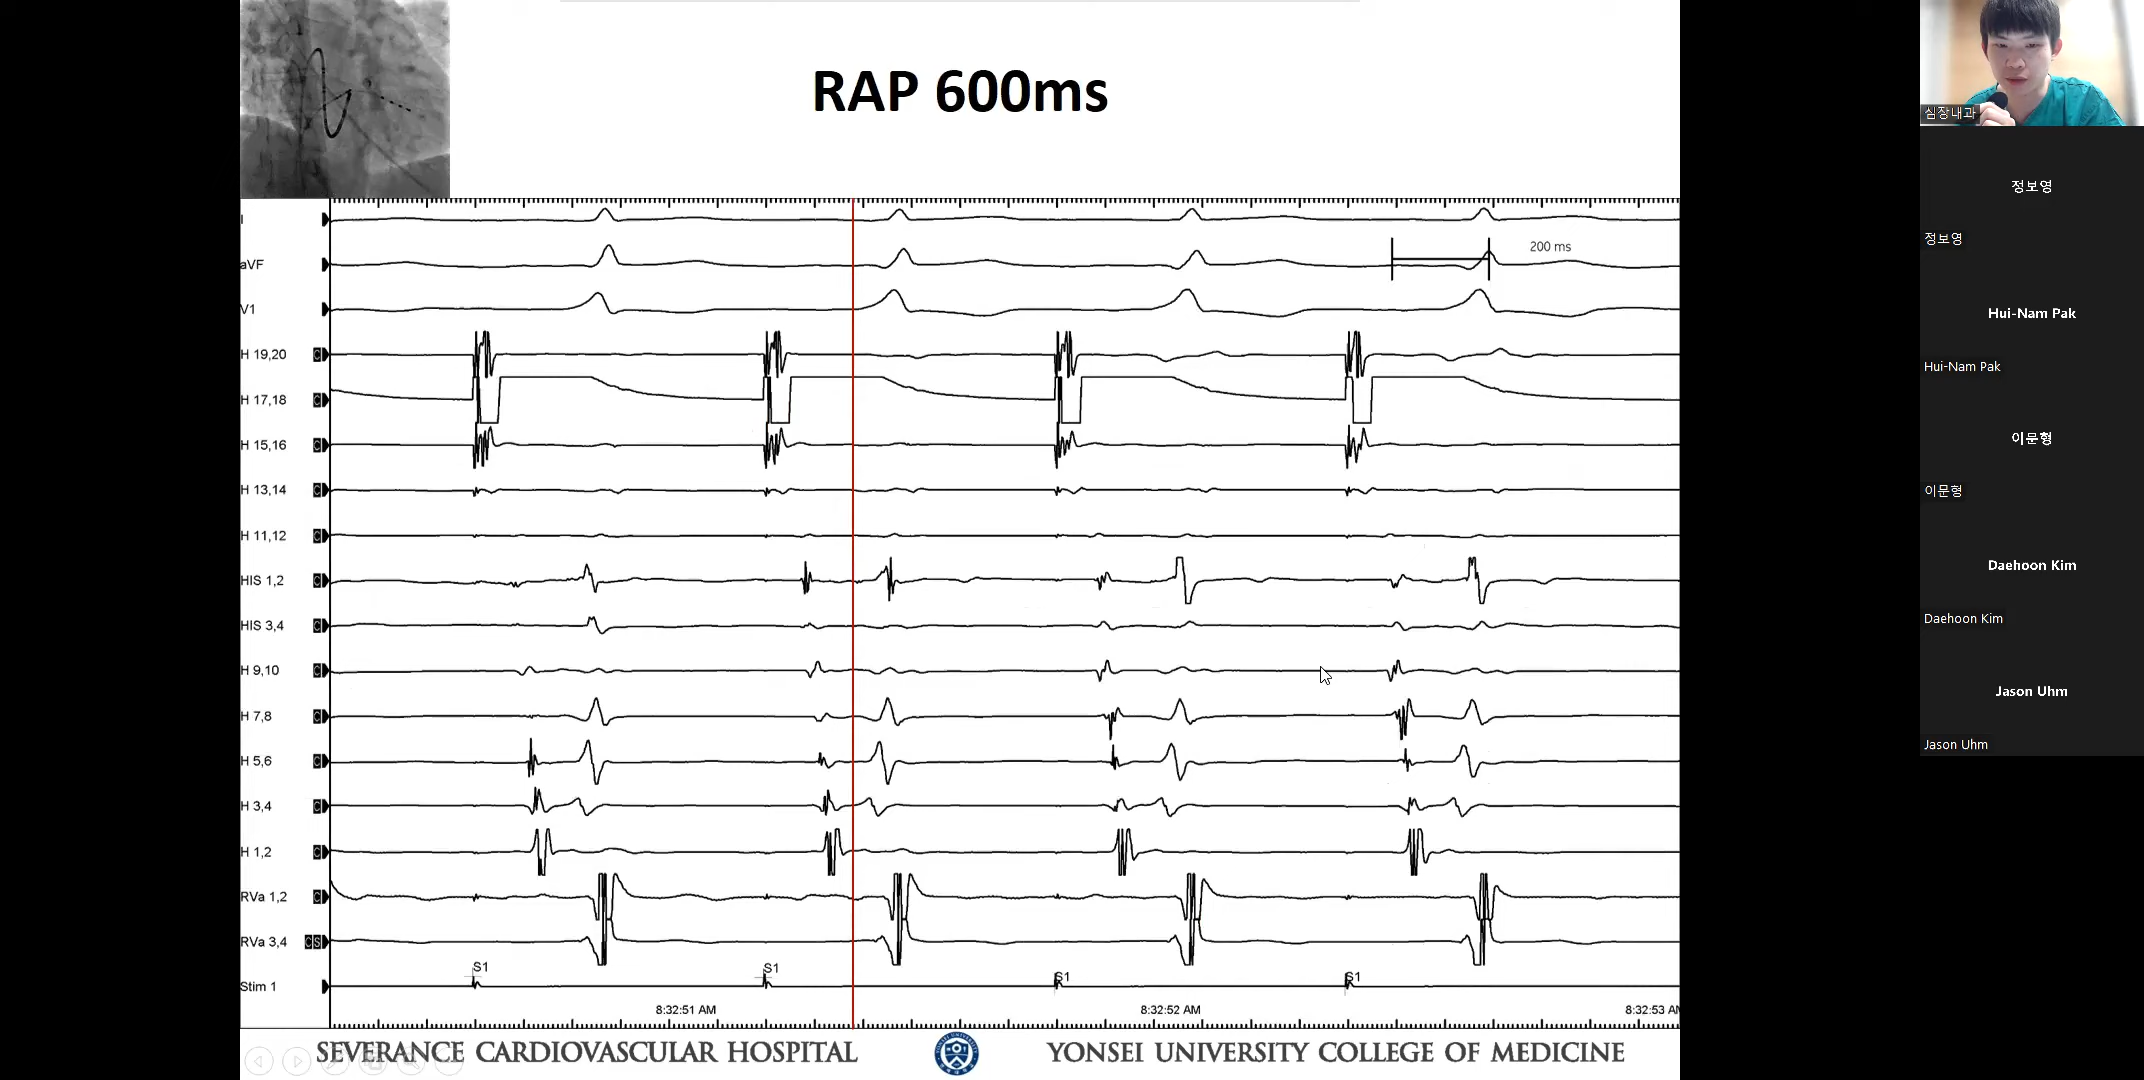 RAP 600ms
I
aVF
200 ms
V1
H 19,20
H 17,18
H 15,16
H 13,14
H 11,12
HIS 1,2
HIS 3,4
H 9,10
H 7,8
H 5,6
H 3,4
H 1,2
RVa 1,2
RVa 3,4
S1 S1 S1 S1
Stim 1
8:32:51 AM 8:32:52 AM 8:32:53 AM
SEVERANCE CARDIOVASCULAR HOSPITAL
YONSEI UNIVERSITY COLLEGE OF MEDICINE
심장내과
정보영
정보영
Hui-Nam Pak
Hui-Nam Pak
이문형
이문형
Daehoon Kim
Daehoon Kim
Jason Uhm
Jason Uhm